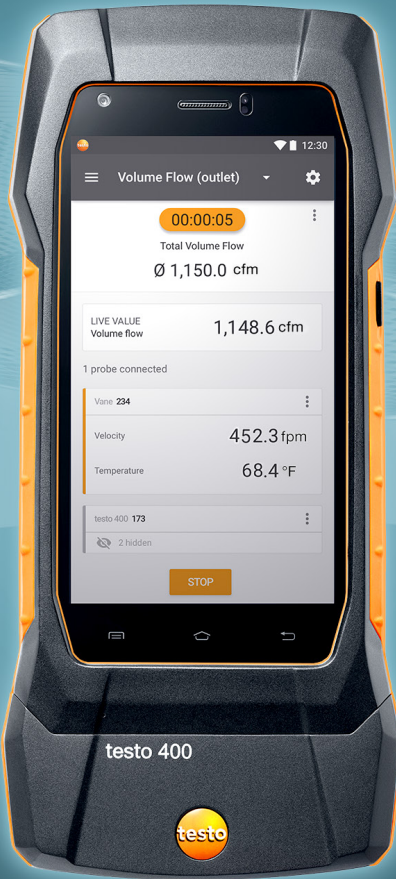 12:30
Volume Flow (outlet)
00:00:05
Total Volume Flow
Ø 1,150.0 cfm
LIVE VALUE
Volume flow 1,148.6 cfm
1 probe connected
Vane 234
Velocity 452.3 fpm
Temperature 68.4 °F
testo 400 173
2 hidden
STOP
testo 400
testo